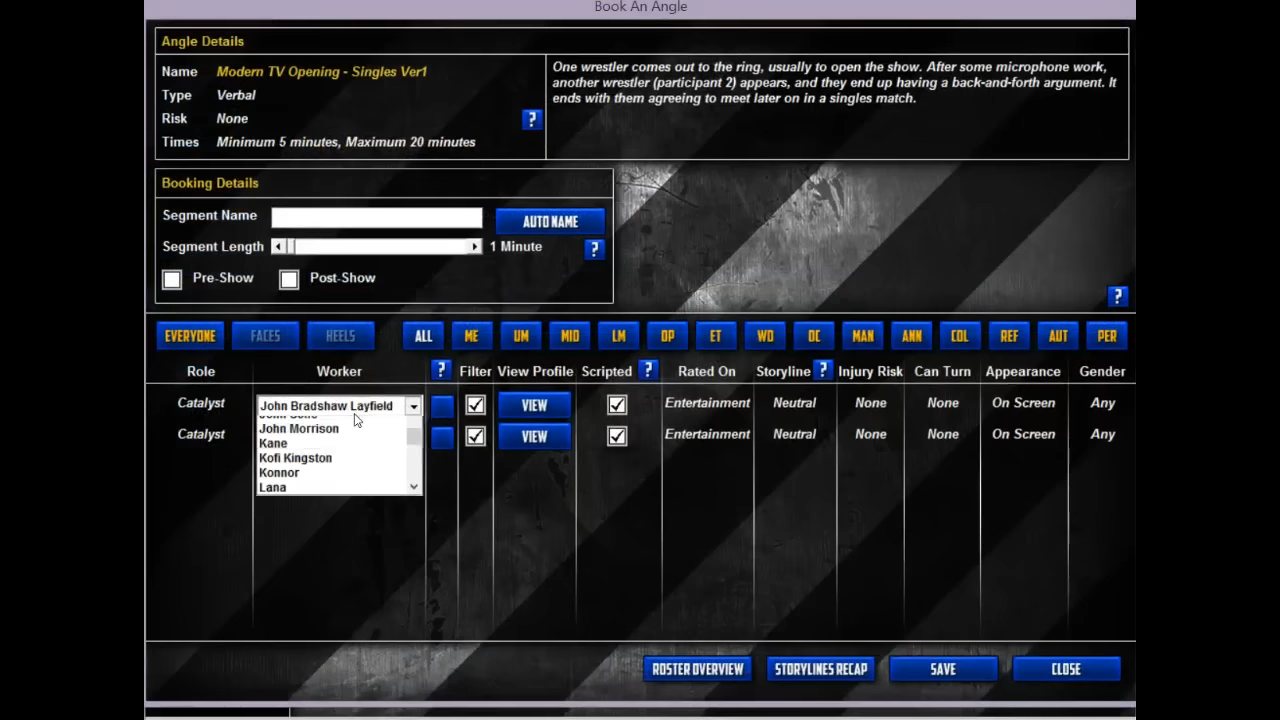 Book An Angle
Angle Details
Name Modern TV Opening - Singles Ver1
Type Verbal
Risk None
?
Times Minimum 5 minutes, Maximum 20 minutes
One wrestler comes out to the ring, usually to open the show. After some microphone work,
another wrestler (participant 2) appears, and they end up having a back-and-forth argument. It
ends with them agreeing to meet later on in a singles match.
Booking Details
Segment Name AUTO NAME
Segment Length 1 Minute ?
Pre-Show Post-Show
?
EVERYONE FACES HEELS ALL ME UM MID LM OP ET WD OC MAN ANN COL REF AUT PER
Role Worker ? Filter View Profile Scripted ? Rated On Storyline ? Injury Risk Can Turn Appearance Gender
Catalyst John Bradshaw Layfield VIEW Entertainment Neutral None None On Screen Any
Catalyst VIEW Entertainment Neutral None None On Screen Any
John Morrison
Kane
Kofi Kingston
Konnor
Lana
ROSTER OVERVIEW STORYLINES RECAP SAVE CLOSE